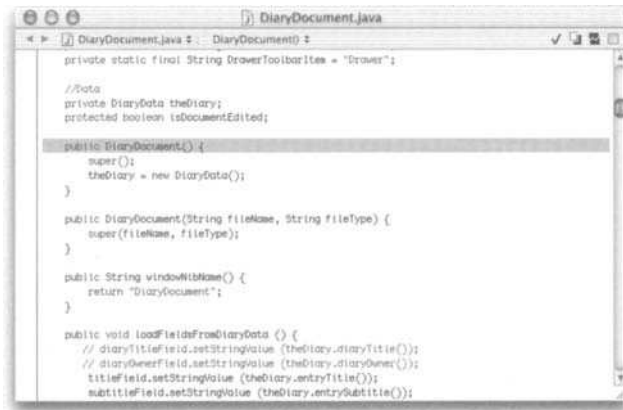 DiaryDocument.java
DiaryDocument.java : DiaryDocument()
private static final String DrawerToolbarItem = "Drawer";
//Data
private DiaryData theDiary;
protected boolean isDocumentEdited;
public DiaryDocument() {
super();
theDiary = new DiaryData();
}
public DiaryDocument(String fileName, String fileType) {
super(fileName, fileType);
}
public String windowNibName() {
return "DiaryDocument";
}
public void loadFieldsFromDiaryData () {
// diaryTitleField.setStringValue (theDiary.diaryTitle());
// diaryOwnerField.setStringValue (theDiary.diaryOwner());
titleField.setStringValue (theDiary.entryTitle());
subtitleField.setStringValue (theDiary.entrySubtitle());